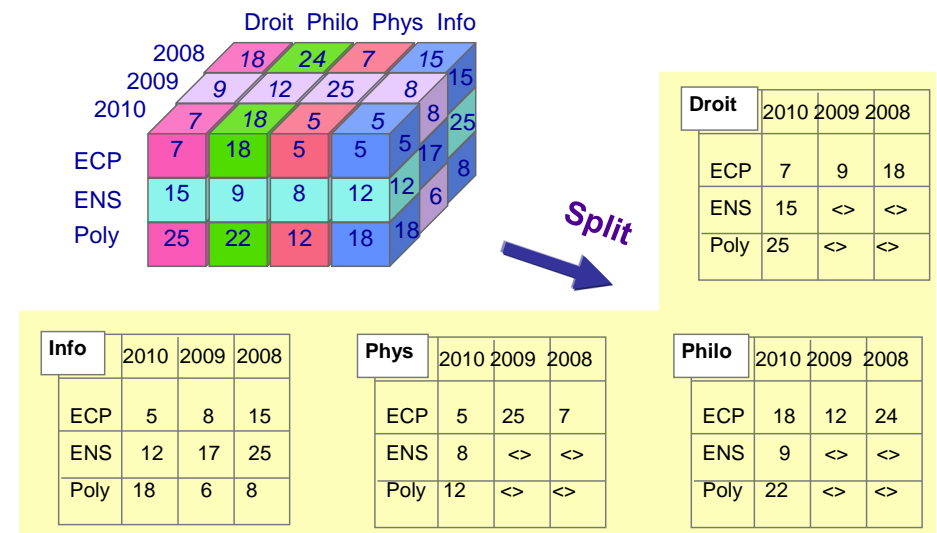 Droit Philo Phys Info
2008 18 24 7 15
2009 9 12 25 8 15
2010 7 18 5 5 8 25
ECP 7 18 5 5 5 17 8
ENS 15 9 8 12 12 6
Poly 25 22 12 18 18
Split
Droit 2010 2009 2008
ECP 7 9 18
ENS 15 <> <>
Poly 25 <> <>
Info 2010 2009 2008
ECP 5 8 15
ENS 12 17 25
Poly 18 6 8
Phys 2010 2009 2008
ECP 5 25 7
ENS 8 <> <>
Poly 12 <> <>
Philo 2010 2009 2008
ECP 18 12 24
ENS 9 <> <>
Poly 22 <> <>